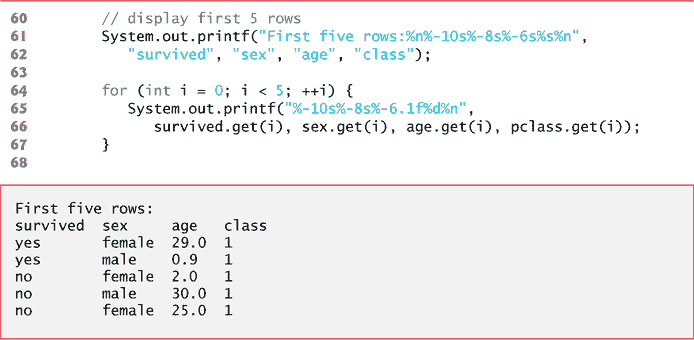 60 // display first 5 rows
61 System.out.printf("First five rows:%n%-10s%-8s%-6s%s%n",
62 "survived", "sex", "age", "class");
63
64 for (int i = 0; i < 5; ++i) {
65 System.out.printf("%-10s%-8s%-6.1f%d%n",
66 survived.get(i), sex.get(i), age.get(i), pclass.get(i));
67 }
68
First five rows:
survived sex age class
yes female 29.0 1
yes male 0.9 1
no female 2.0 1
no male 30.0 1
no female 25.0 1